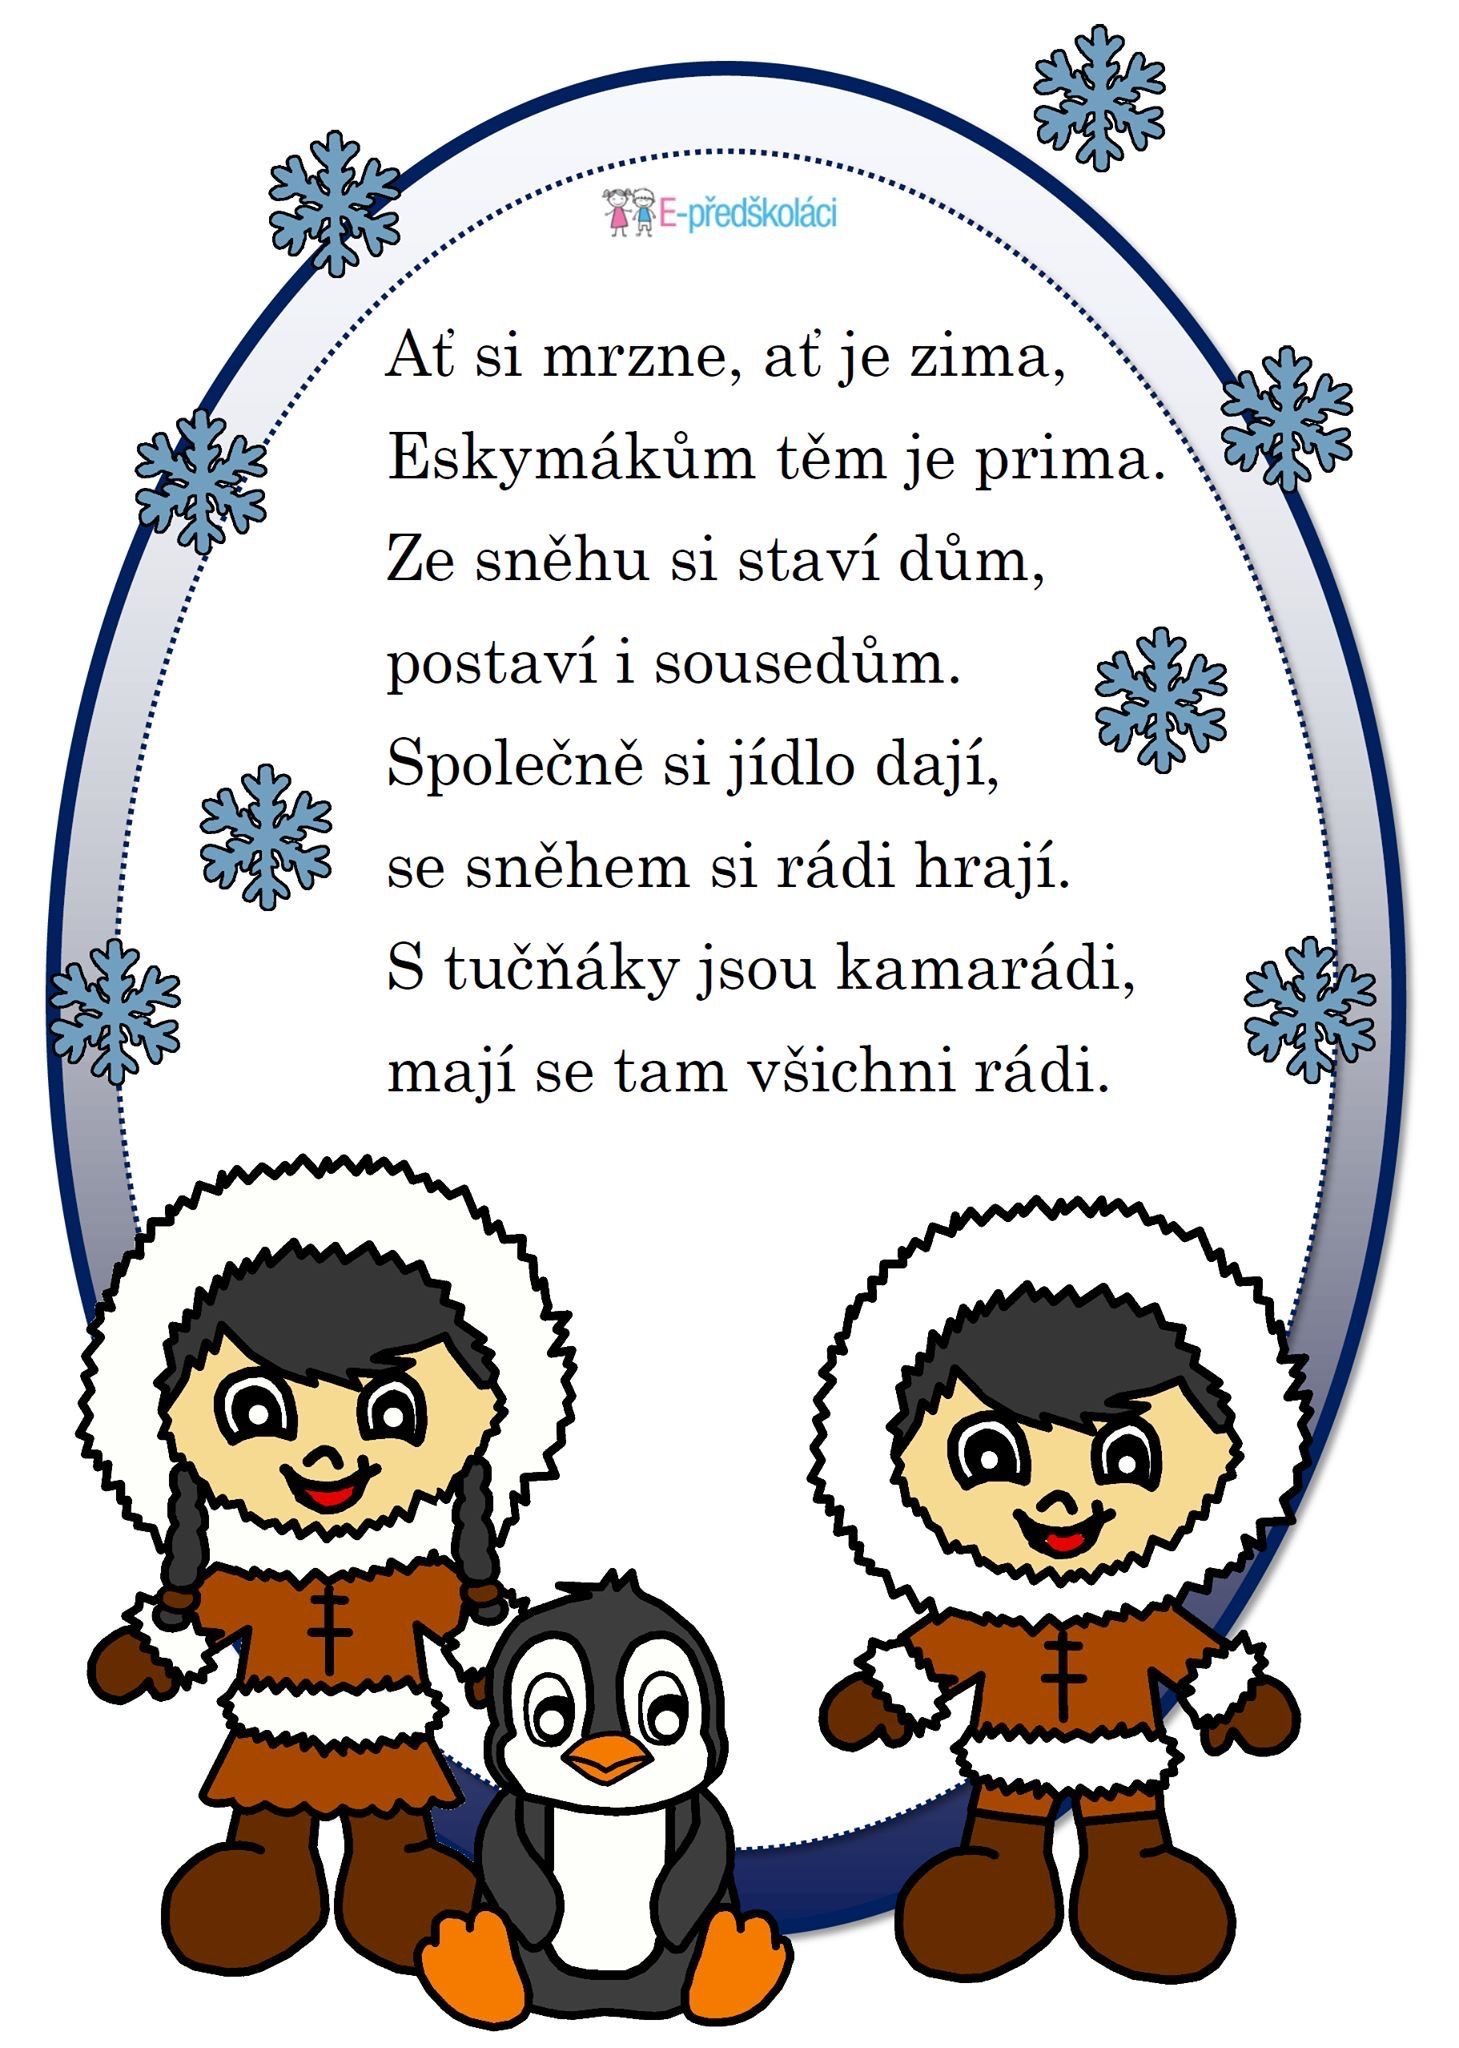 E-předškoláci
Ať si mrzne, ať je zima,
Eskymákům těm je prima.
Ze sněhu si staví dům,
postaví i sousedům.
Společně si jídlo dají,
se sněhem si rádi hrají.
S tučňáky jsou kamarádi,
mají se tam všichni rádi.